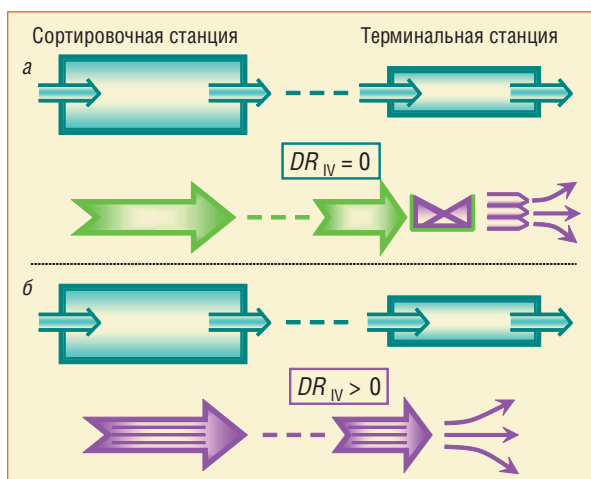 Сортировочная станция Терминальная станция
а
DR IV = 0
б
DR IV > 0